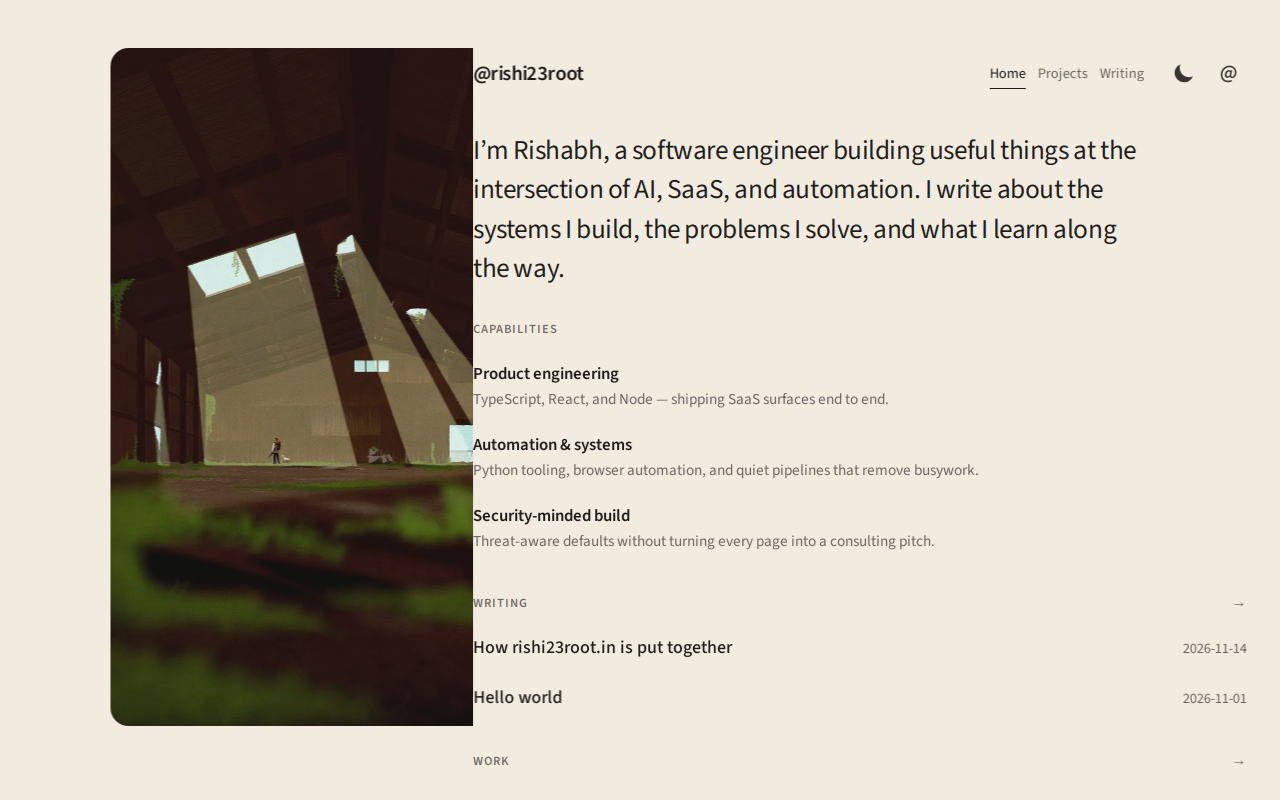 @rishi23root
Home Projects Writing @
I’m Rishabh, a software engineer building useful things at the
intersection of AI, SaaS, and automation. I write about the
systems I build, the problems I solve, and what I learn along
the way.
CAPABILITIES
Product engineering
TypeScript, React, and Node — shipping SaaS surfaces end to end.
Automation & systems
Python tooling, browser automation, and quiet pipelines that remove busywork.
Security-minded build
Threat-aware defaults without turning every page into a consulting pitch.
WRITING →
How rishi23root.in is put together 2026-11-14
Hello world 2026-11-01
WORK →